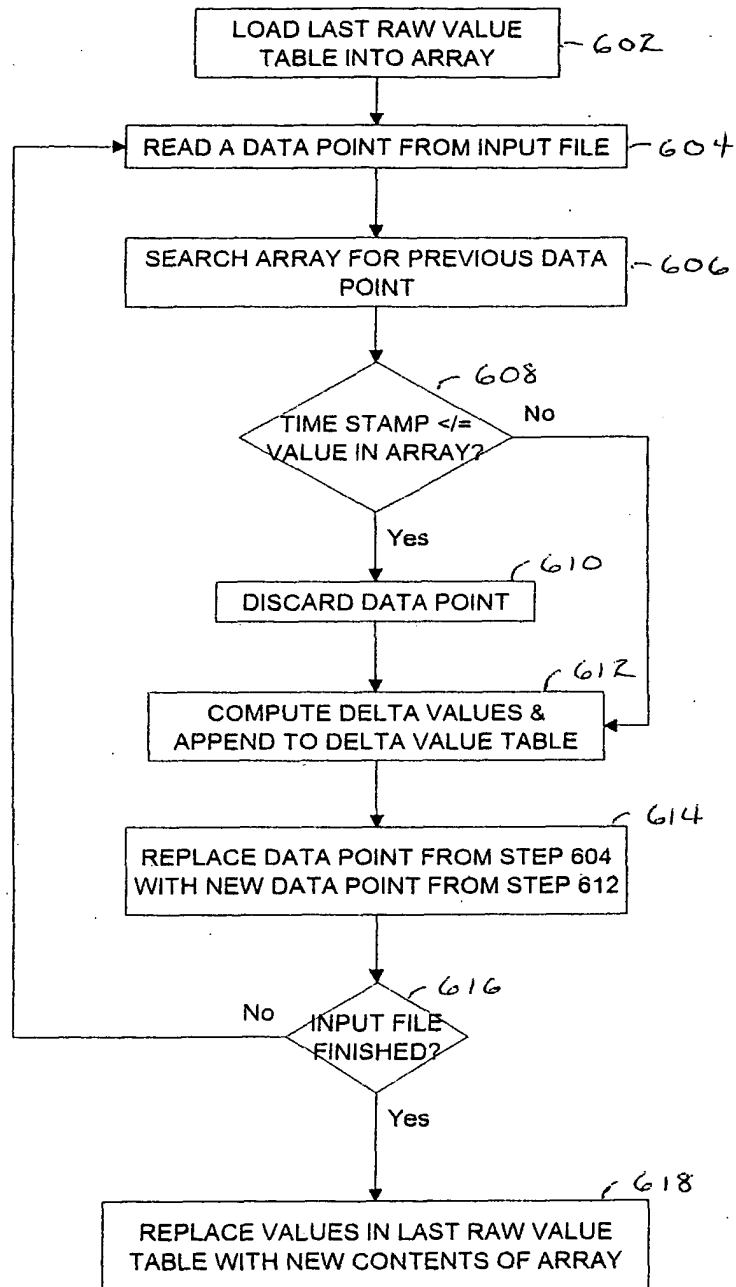 LOAD LAST RAW VALUE
TABLE INTO ARRAY
602
READ A DATA POINT FROM INPUT FILE
604
SEARCH ARRAY FOR PREVIOUS DATA
POINT
606
608
TIME STAMP </=
VALUE IN ARRAY?
No
Yes
610
DISCARD DATA POINT
612
COMPUTE DELTA VALUES &
APPEND TO DELTA VALUE TABLE
614
REPLACE DATA POINT FROM STEP 604
WITH NEW DATA POINT FROM STEP 612
616
No
INPUT FILE
FINISHED?
Yes
618
REPLACE VALUES IN LAST RAW VALUE
TABLE WITH NEW CONTENTS OF ARRAY